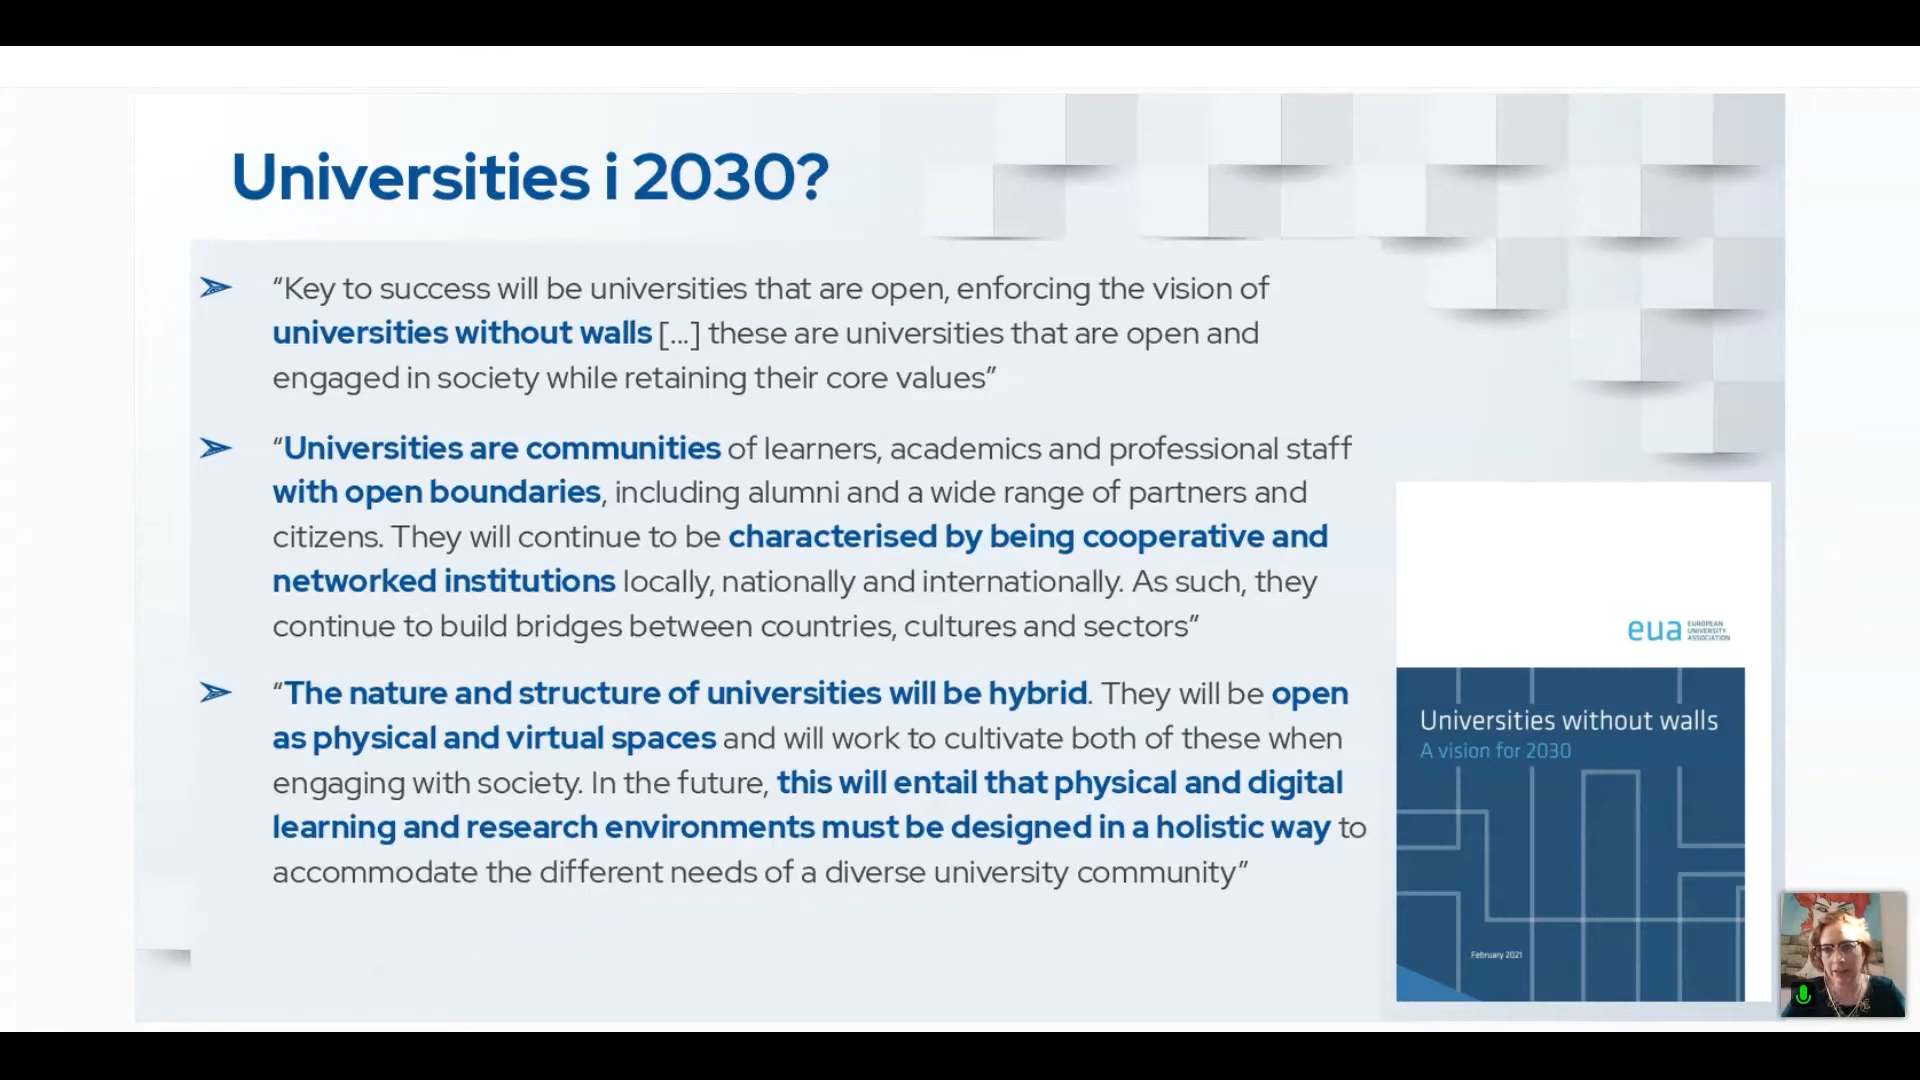 Universities i 2030?
➢ “Key to success will be universities that are open, enforcing the vision of
universities without walls [...] these are universities that are open and
engaged in society while retaining their core values”
➢ “Universities are communities of learners, academics and professional staff
with open boundaries, including alumni and a wide range of partners and
citizens. They will continue to be characterised by being cooperative and
networked institutions locally, nationally and internationally. As such, they
continue to build bridges between countries, cultures and sectors”
➢ “The nature and structure of universities will be hybrid. They will be open
as physical and virtual spaces and will work to cultivate both of these when
engaging with society. In the future, this will entail that physical and digital
learning and research environments must be designed in a holistic way to
accommodate the different needs of a diverse university community”
eua
EUROPEAN
UNIVERSITY
ASSOCIATION
Universities without walls
A vision for 2030
February 2021